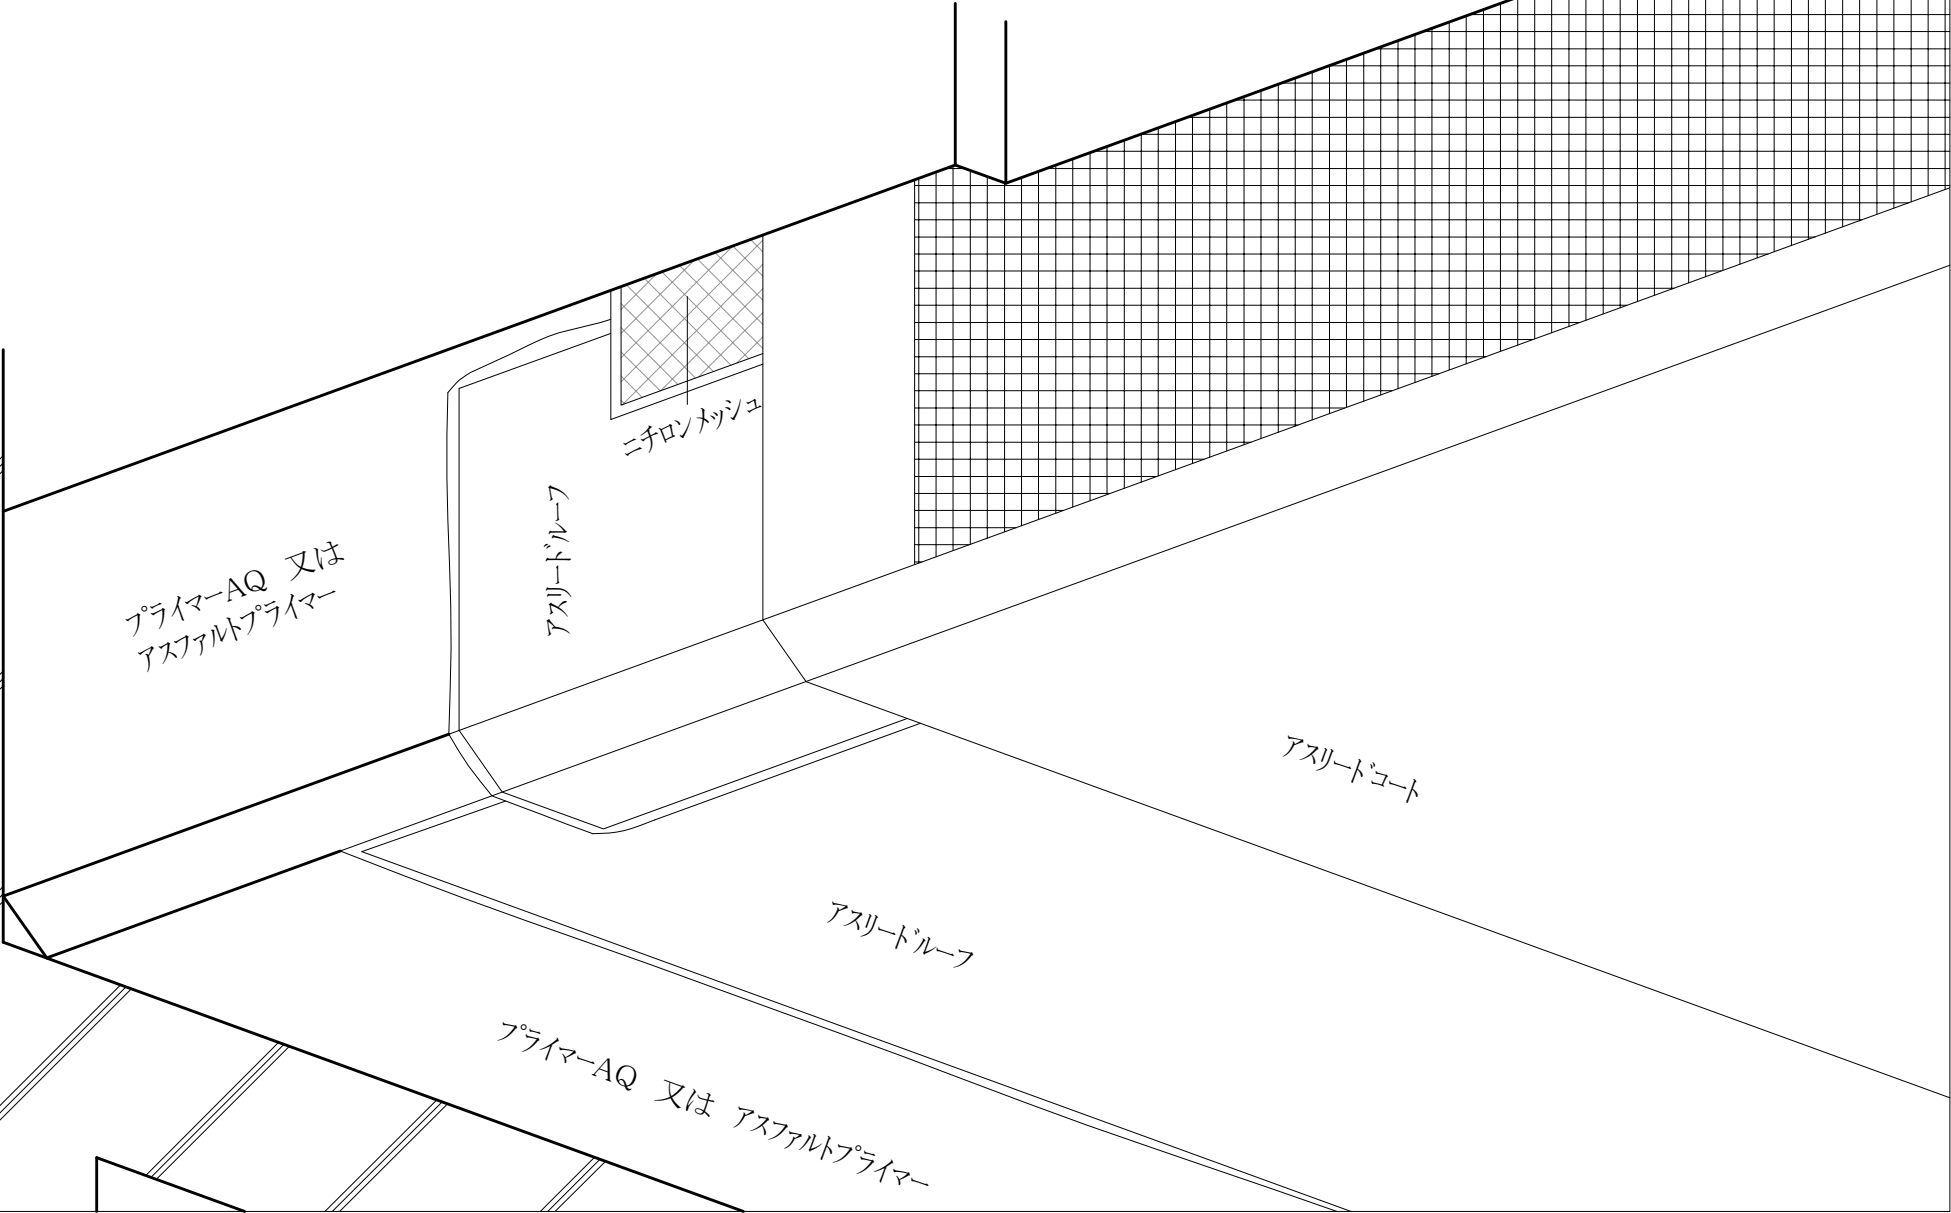 ニチロンメッシュ
アスリードルーフ
プライマーAQ　又は
アスファルトプライマー
アスリードコート
アスリードルーフ
プライマーAQ　又は　アスファルトプライマー